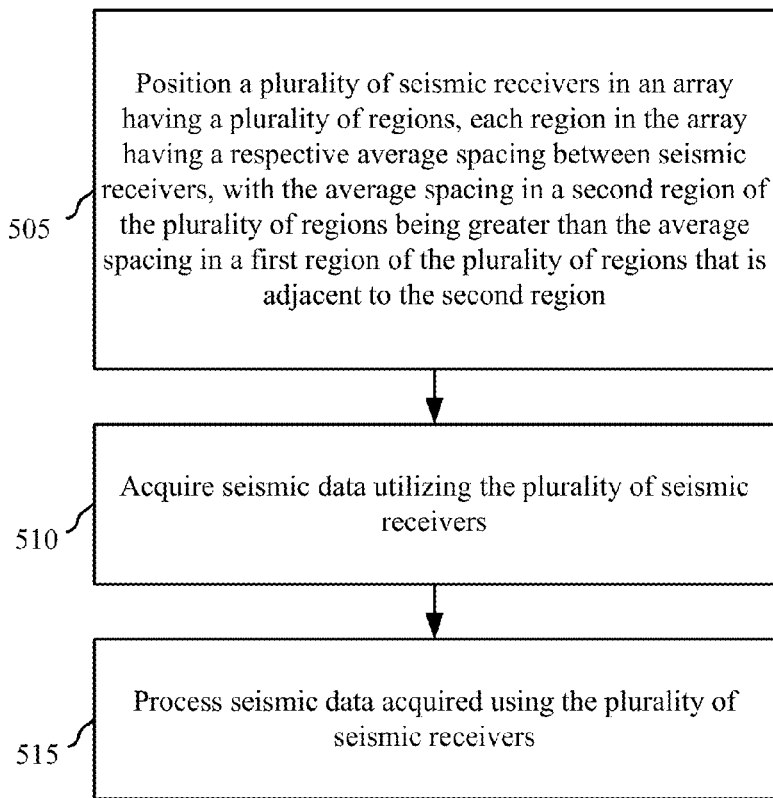 Position a plurality of seismic receivers in an array
having a plurality of regions, each region in the array
having a respective average spacing between seismic
receivers, with the average spacing in a second region of
the plurality of regions being greater than the average
spacing in a first region of the plurality of regions that is
adjacent to the second region
505
Acquire seismic data utilizing the plurality of seismic
receivers
510
Process seismic data acquired using the plurality of
seismic receivers
515